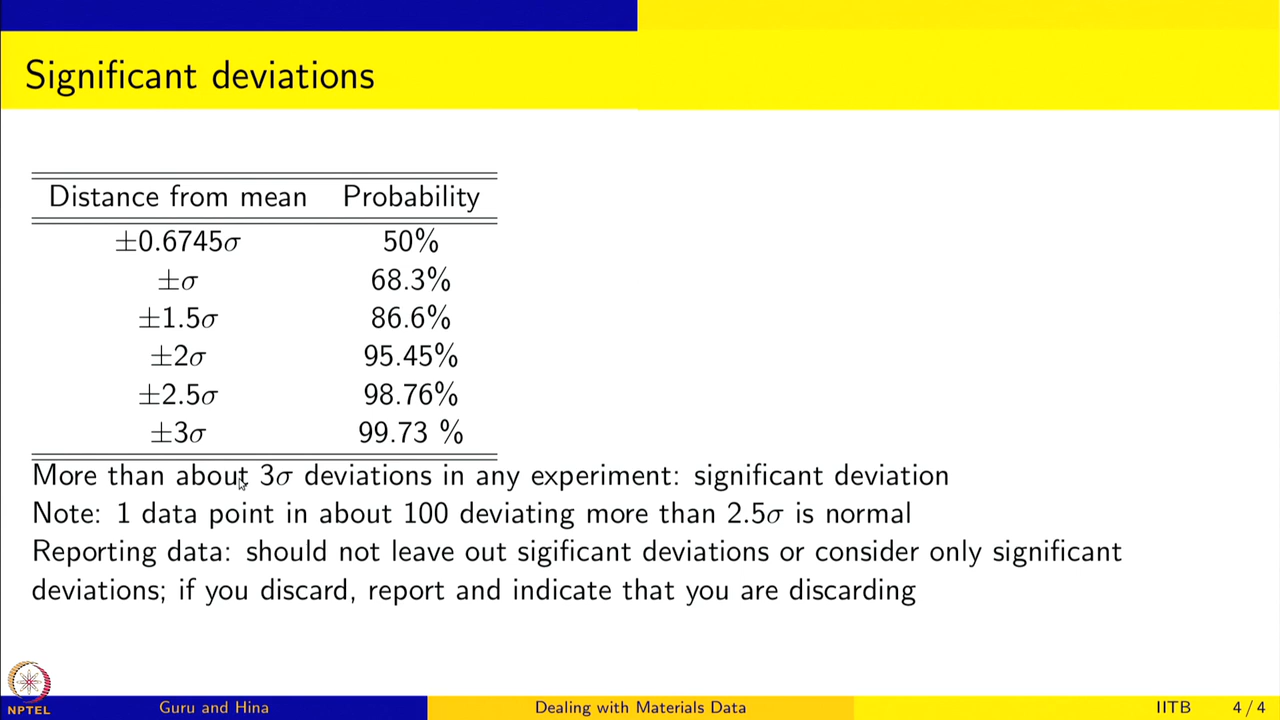 Significant deviations
Distance from mean Probability
±0.6745σ 50%
±σ 68.3%
±1.5σ 86.6%
±2σ 95.45%
±2.5σ 98.76%
±3σ 99.73 %
More than about 3σ deviations in any experiment: significant deviation
Note: 1 data point in about 100 deviating more than 2.5σ is normal
Reporting data: should not leave out sigificant deviations or consider only significant
deviations; if you discard, report and indicate that you are discarding
NPTEL
Guru and Hina Dealing with Materials Data IITB 4 / 4